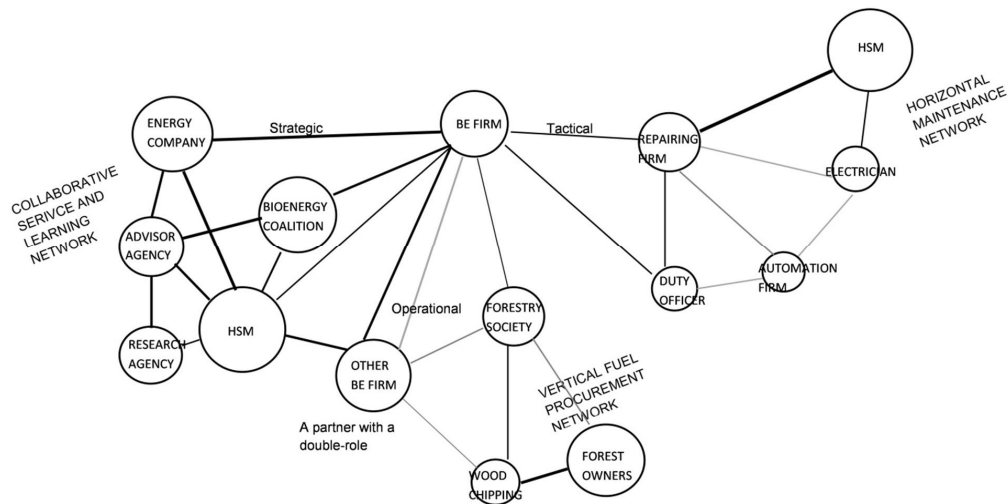 HSM
HORIZONTAL
MAINTENANCE
NETWORK
ENERGY
COMPANY
Strategic
BE FIRM
Tactical
REPAIRING
FIRM
ELECTRICIAN
COLLABORATIVE
SERIVCE AND
LEARNING
NETWORK
BIOENERGY
COALITION
ADVISOR
AGENCY
AUTOMATION
FIRM
DUTY
OFFICER
Operational
FORESTRY
SOCIETY
HSM
RESEARCH
AGENCY
OTHER
BE FIRM
VERTICAL FUEL
PROCUREMENT
NETWORK
A partner with a
double-role
WOOD
CHIPPING
FOREST
OWNERS